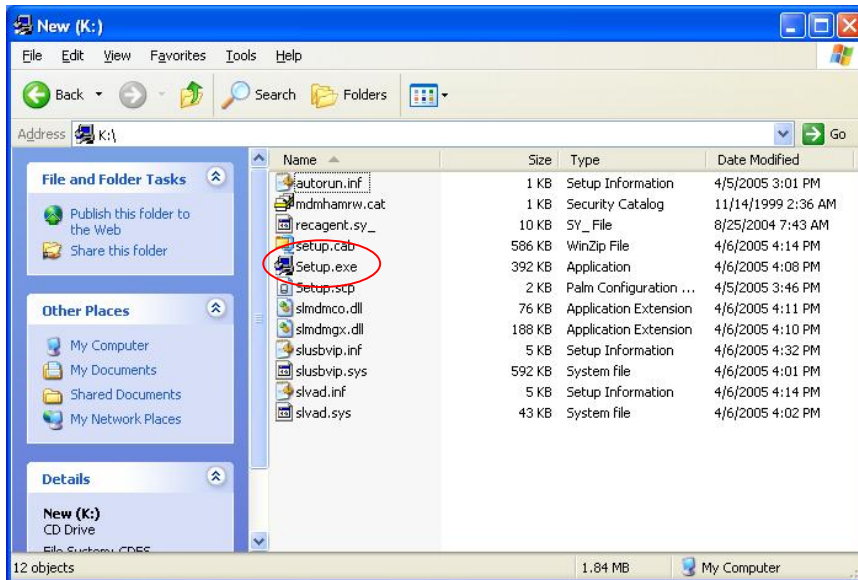 New (K:)
File Edit View Favorites Tools Help
Back Search Folders
Address K:\ Go
File and Folder Tasks
Publish this folder to
the Web
Share this folder
Other Places
My Computer
My Documents
Shared Documents
My Network Places
Details
New (K:)
CD Drive
File System: CDFS
Name Size Type Date Modified
autorun.inf 1 KB Setup Information 4/5/2005 3:01 PM
mdmhamrw.cat 1 KB Security Catalog 11/14/1999 2:36 AM
recagent.sy_ 10 KB SY_ File 8/25/2004 7:43 AM
setup.cab 586 KB WinZip File 4/6/2005 4:14 PM
Setup.exe 392 KB Application 4/6/2005 4:08 PM
Setup.scp 2 KB Palm Configuration ... 4/5/2005 3:46 PM
slmdmco.dll 76 KB Application Extension 4/6/2005 4:11 PM
slmdmgx.dll 188 KB Application Extension 4/6/2005 4:10 PM
slusbvip.inf 5 KB Setup Information 4/6/2005 4:32 PM
slusbvip.sys 592 KB System file 4/6/2005 4:01 PM
slvad.inf 5 KB Setup Information 4/6/2005 4:14 PM
slvad.sys 43 KB System file 4/6/2005 4:02 PM
12 objects 1.84 MB My Computer